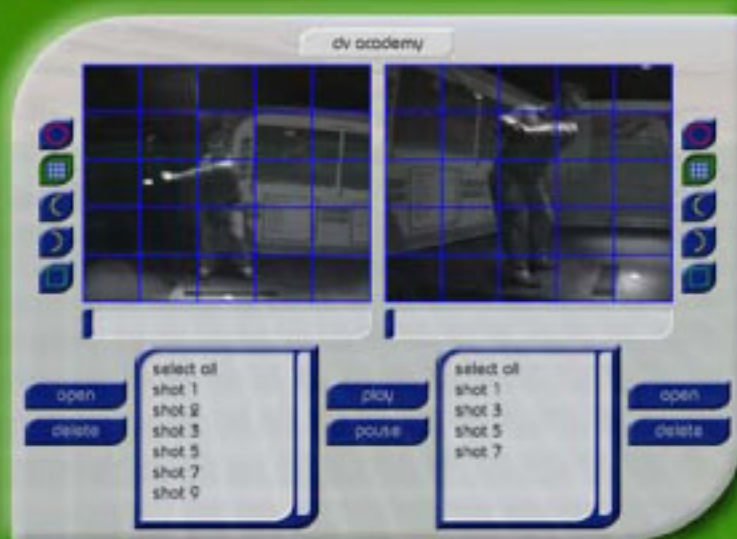 dv academy
select all
shot 1
shot 2
shot 3
shot 5
shot 7
shot 9
open
delete
play
pause
select all
shot 1
shot 3
shot 5
shot 7
open
delete